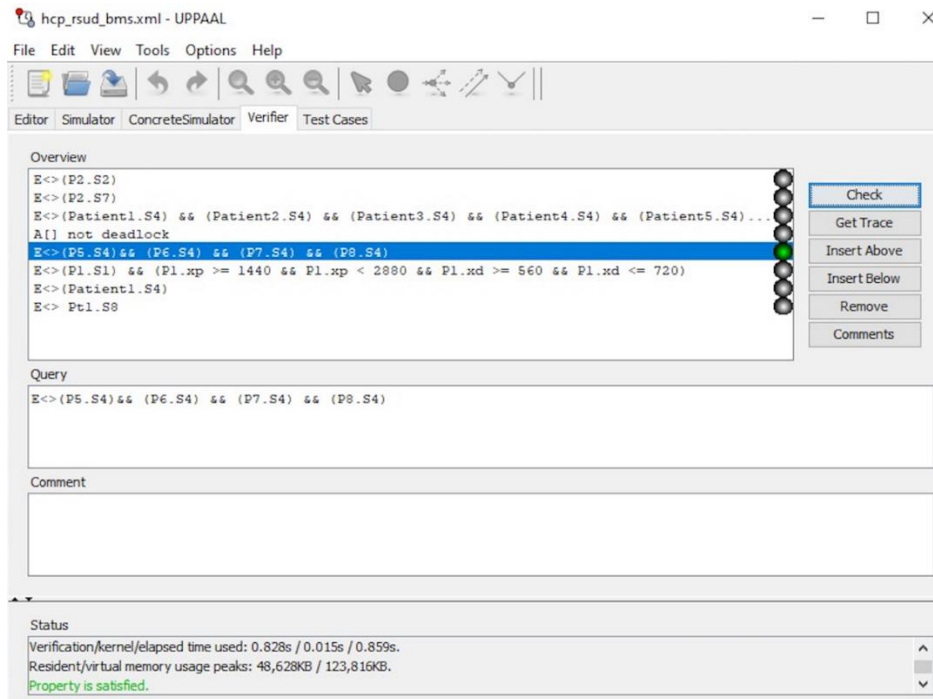 hcp_rsud_bms.xml - UPPAAL
File Edit View Tools Options Help
Editor Simulator ConcreteSimulator Verifier Test Cases
Overview
E<>(P2.S2)
E<>(P2.S7)
E<>(Patient1.S4) && (Patient2.S4) && (Patient3.S4) && (Patient4.S4) && (Patient5.S4)...
A[] not deadlock
E<>(P5.S4)&& (P6.S4) && (P7.S4) && (P8.S4)
E<>(P1.S1) && (P1.xp >= 1440 && P1.xp < 2880 && P1.xd >= 560 && P1.xd <= 720)
E<>(Patient1.S4)
E<> Pt1.S8
Check
Get Trace
Insert Above
Insert Below
Remove
Comments
Query
E<>(P5.S4)&& (P6.S4) && (P7.S4) && (P8.S4)
Comment
Status
Verification/kernel/elapsed time used: 0.828s / 0.015s / 0.859s.
Resident/virtual memory usage peaks: 48,628KB / 123,816KB.
Property is satisfied.